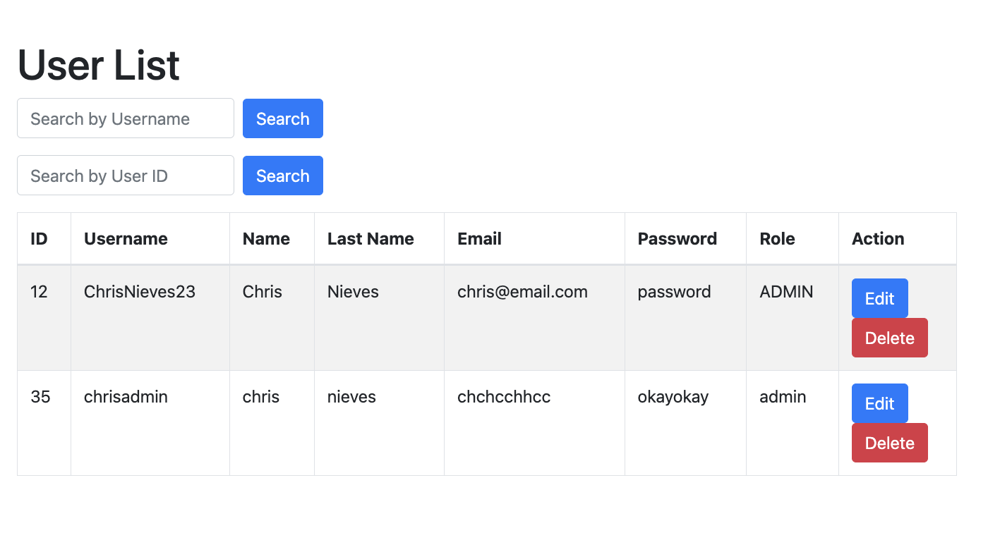 User List
Search by Username Search
Search by User ID Search
ID Username Name Last Name Email Password Role Action
12 ChrisNieves23 Chris Nieves chris@email.com password ADMIN Edit
Delete
35 chrisadmin chris nieves chchcchhcc okayokay admin Edit
Delete